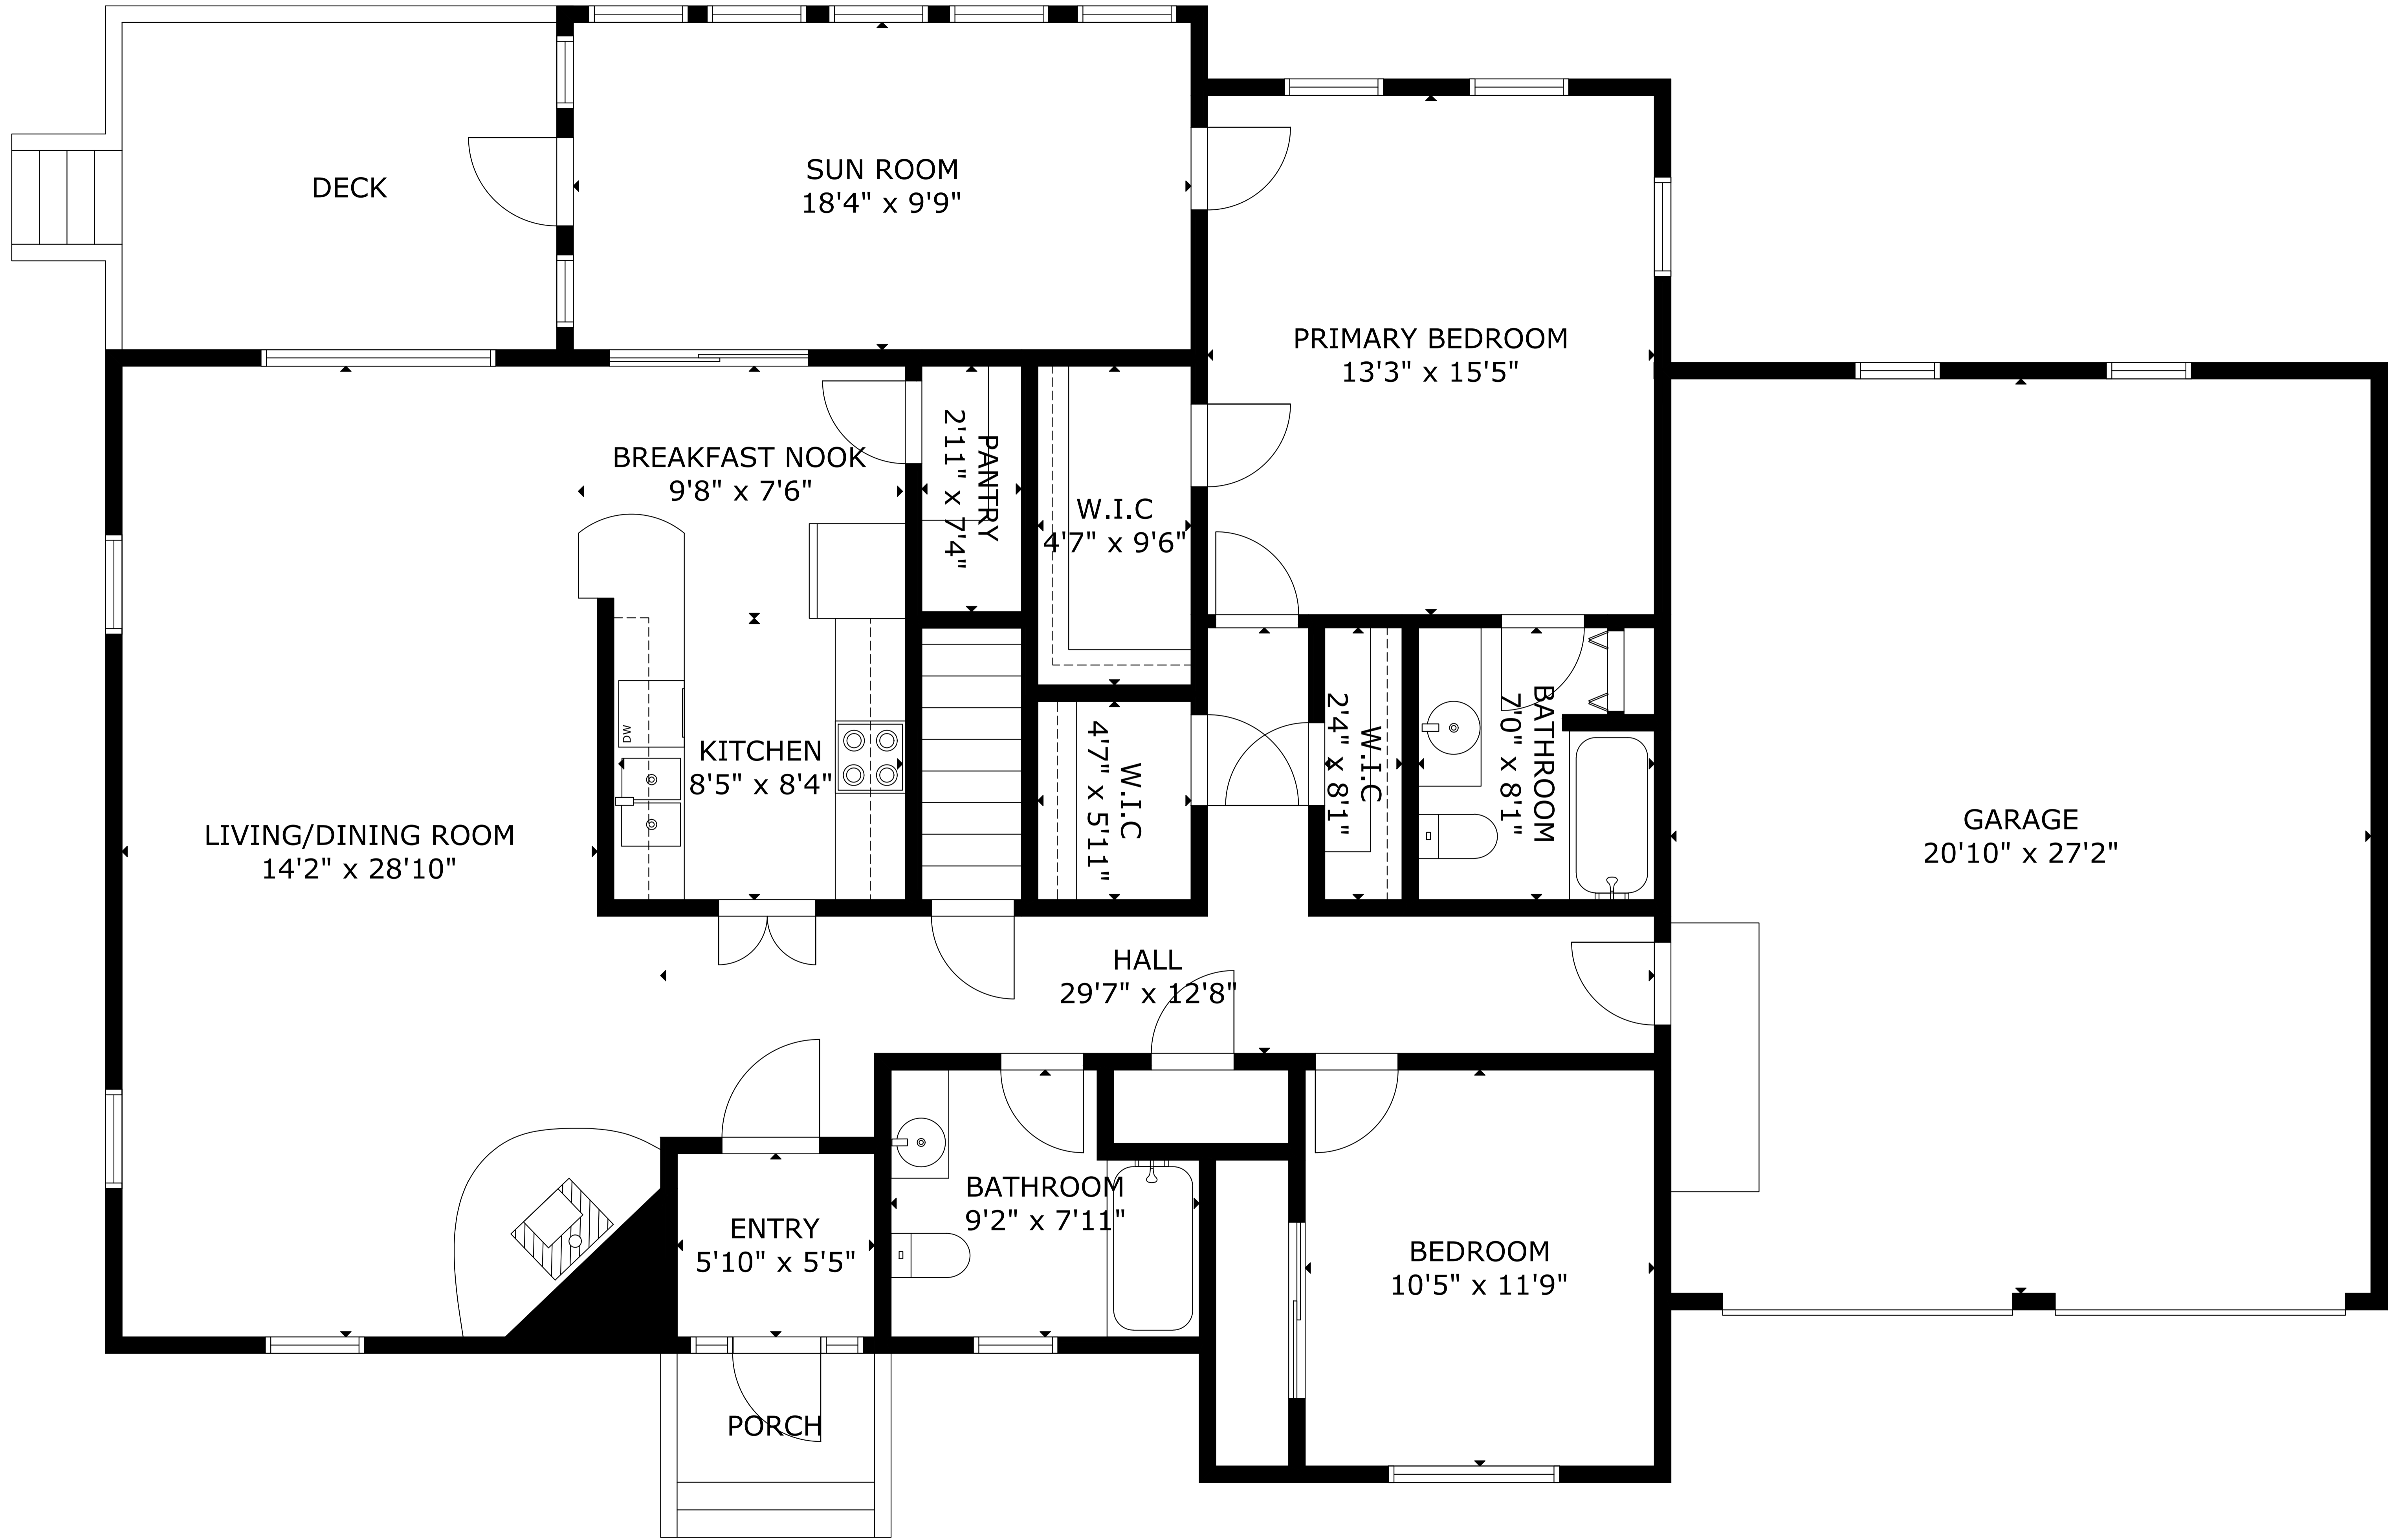 SUN ROOM
18'4" x 9'9"
DECK
PRIMARY BEDROOM
13'3" x 15'5"
BREAKFAST NOOK
9'8" x 7'6"
PANTRY
2'11" x 7'4"
W.I.C
4'7" x 9'6"
DW
KITCHEN
8'5" x 8'4"
W.I.C
4'7" x 5'11"
W.I.C
2'4" x 8'1"
BATHROOM
7'0" x 8'1"
LIVING/DINING ROOM
14'2" x 28'10"
GARAGE
20'10" x 27'2"
HALL
29'7" x 12'8"
BATHROOM
9'2" x 7'11"
ENTRY
5'10" x 5'5"
BEDROOM
10'5" x 11'9"
PORCH